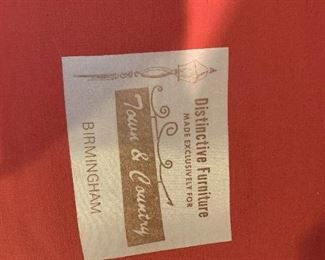 Distinctive Furniture
MADE EXCLUSIVELY FOR
Town & Country
BIRMINGHAM